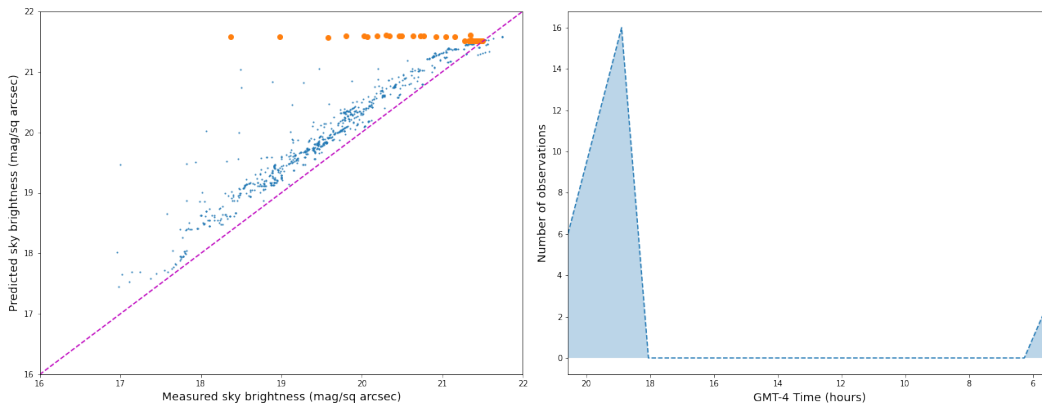 22
21
20
19
18
17
16
Predicted sky brightness (mag/sq arcsec)
16 17 18 19 20 21 22
Measured sky brightness (mag/sq arcsec)
16
14
12
10
8
6
4
2
0
Number of observations
20 18 16 14 12 10 8 6
GMT-4 Time (hours)